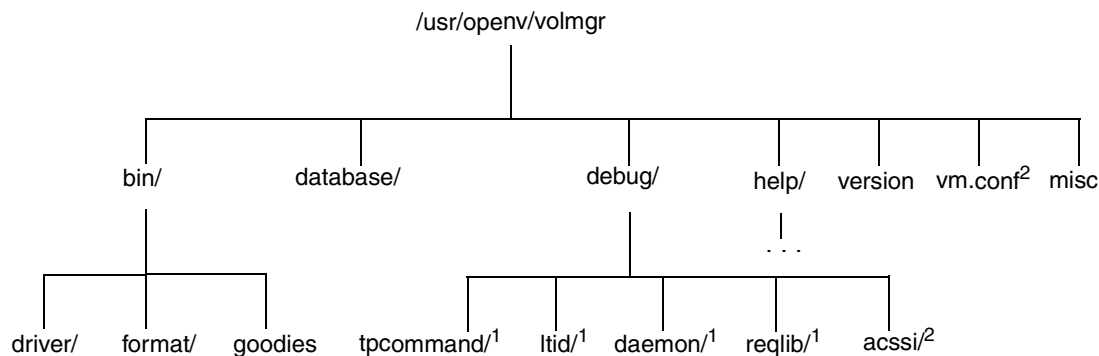 /usr/openv/volmgr
bin/ database/ debug/ help/ version vm.conf2 misc
. . .
driver/ format/ goodies tpcommand/1 ltid/1 daemon/1 reqlib/1 acssi/2